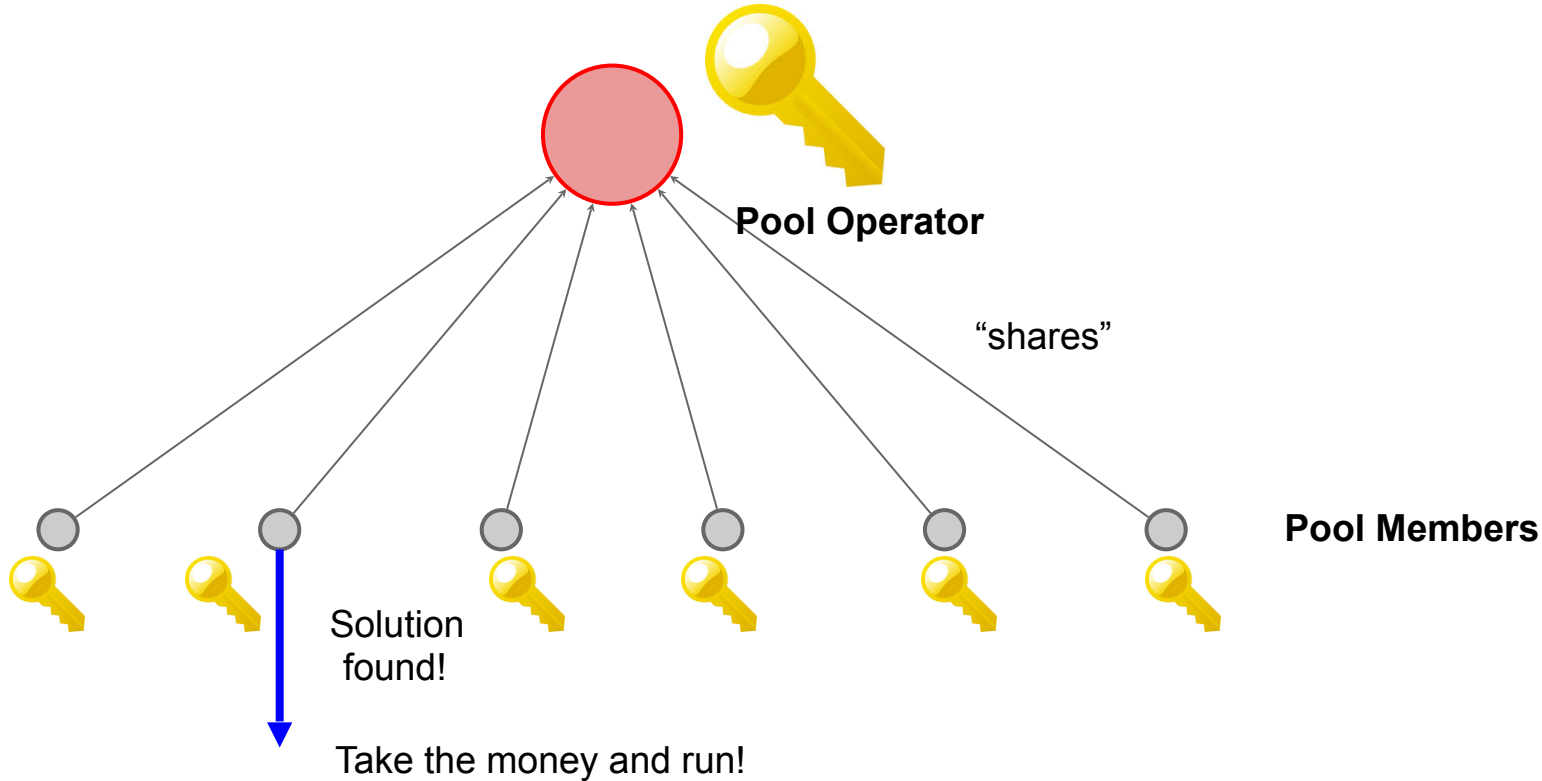 Pool Operator
“shares”
Pool Members
Solution
found!
Take the money and run!